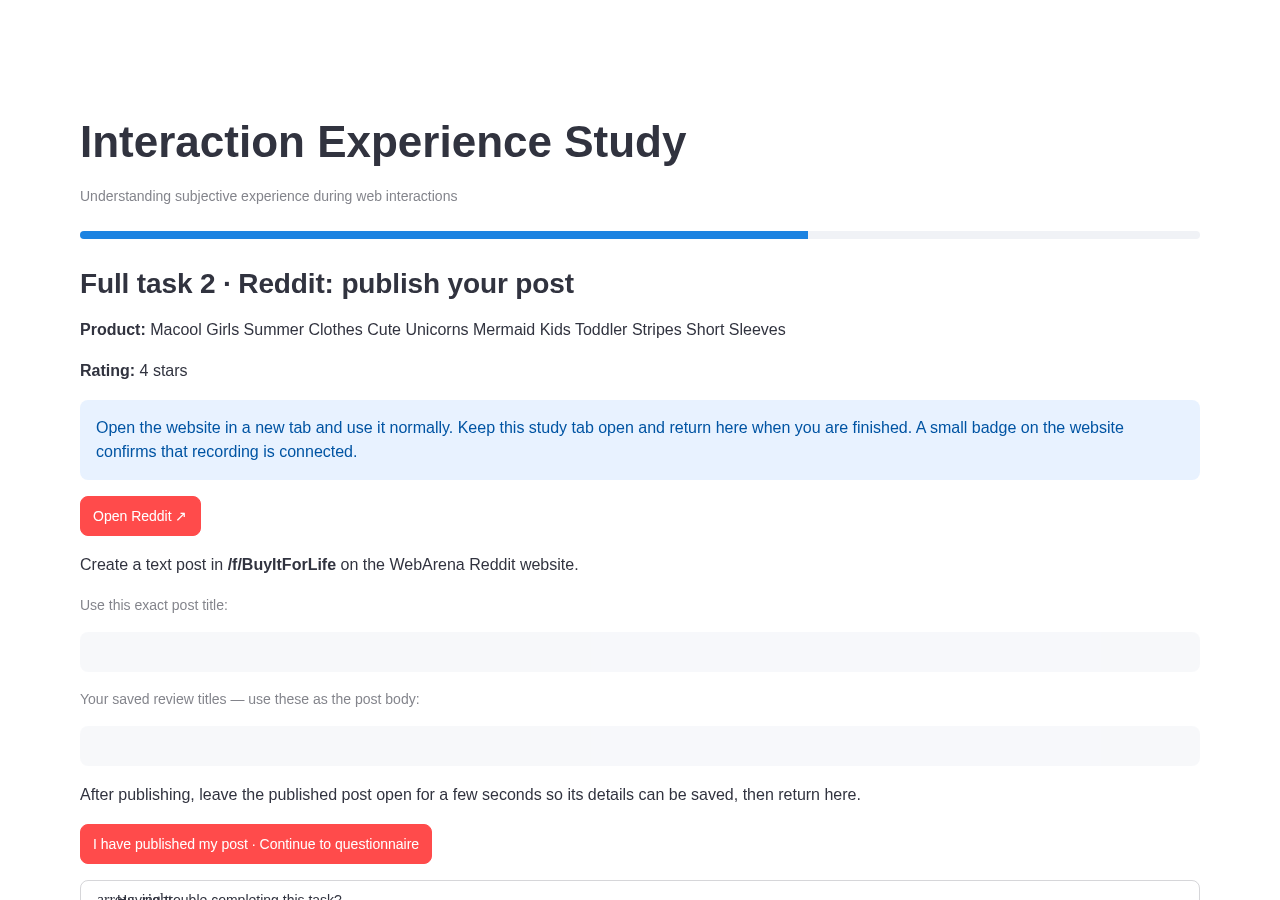 Interaction Experience Study
Understanding subjective experience during web interactions
Full task 2 · Reddit: publish your post
Product: Macool Girls Summer Clothes Cute Unicorns Mermaid Kids Toddler Stripes Short Sleeves
Rating: 4 stars
Open the website in a new tab and use it normally. Keep this study tab open and return here when you are finished. A small badge on the website
confirms that recording is connected.
Open Reddit ↗
Create a text post in /f/BuyItForLife on the WebArena Reddit website.
Use this exact post title:
Your saved review titles — use these as the post body:
After publishing, leave the published post open for a few seconds so its details can be saved, then return here.
I have published my post · Continue to questionnaire
Having trouble completing this task?